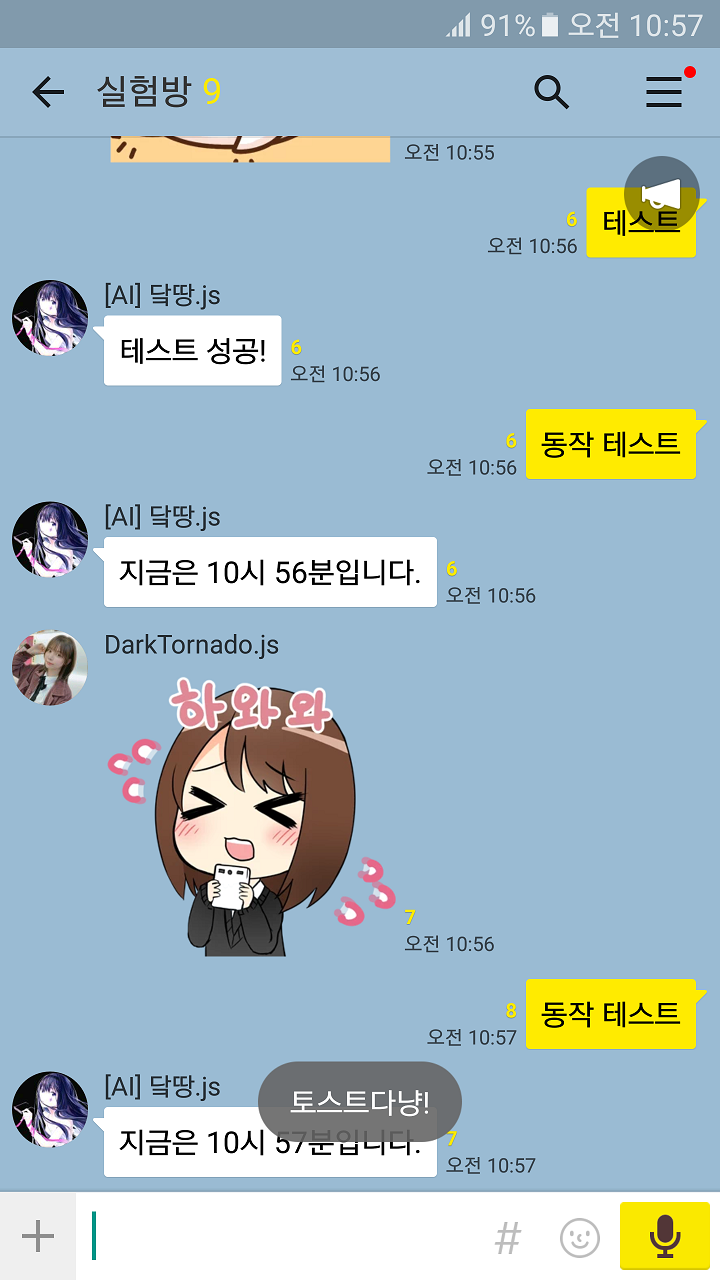 91% 오전 10:57
실험방 9
오전 10:55
테스트
6
오전 10:56
[AI] 닼땅.js
테스트 성공!
6
오전 10:56
동작 테스트
6
오전 10:56
[AI] 닼땅.js
지금은 10시 56분입니다.
6
오전 10:56
DarkTornado.js
하와와
7
오전 10:56
동작 테스트
8
오전 10:57
[AI] 닼땅.js
토스트다냥!
지금은 10시 57분입니다.
7
오전 10:57
#